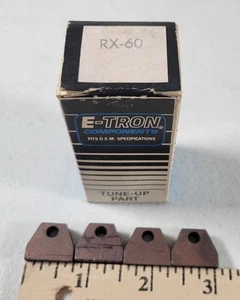 RX-60
E-TRON
COMPONENTS
FITS O.E.M. SPECIFICATIONS
TUNE-UP
PART
1 2 3